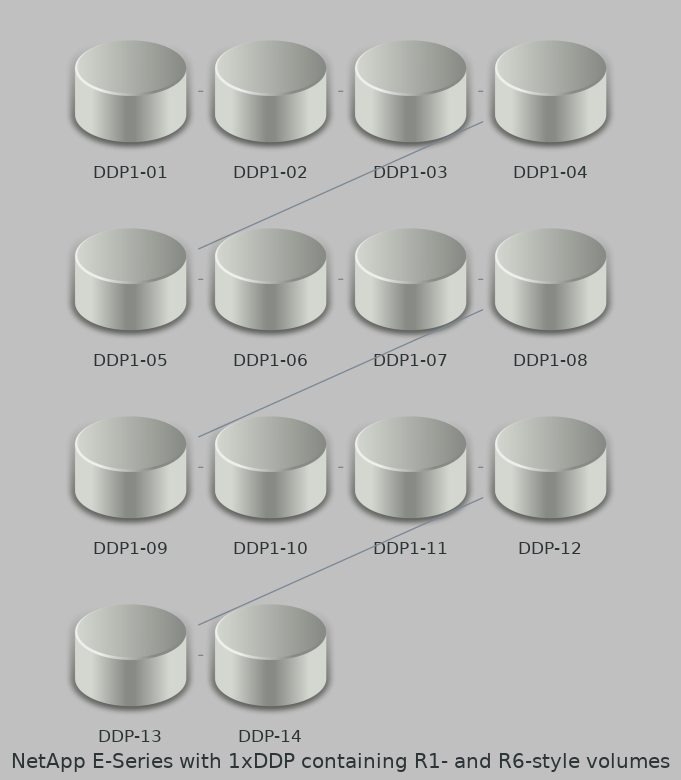 DDP1-01 DDP1-02 DDP1-03 DDP1-04
DDP1-05 DDP1-06 DDP1-07 DDP1-08
DDP1-09 DDP1-10 DDP1-11 DDP-12
DDP-13 DDP-14
NetApp E-Series with 1xDDP containing R1- and R6-style volumes